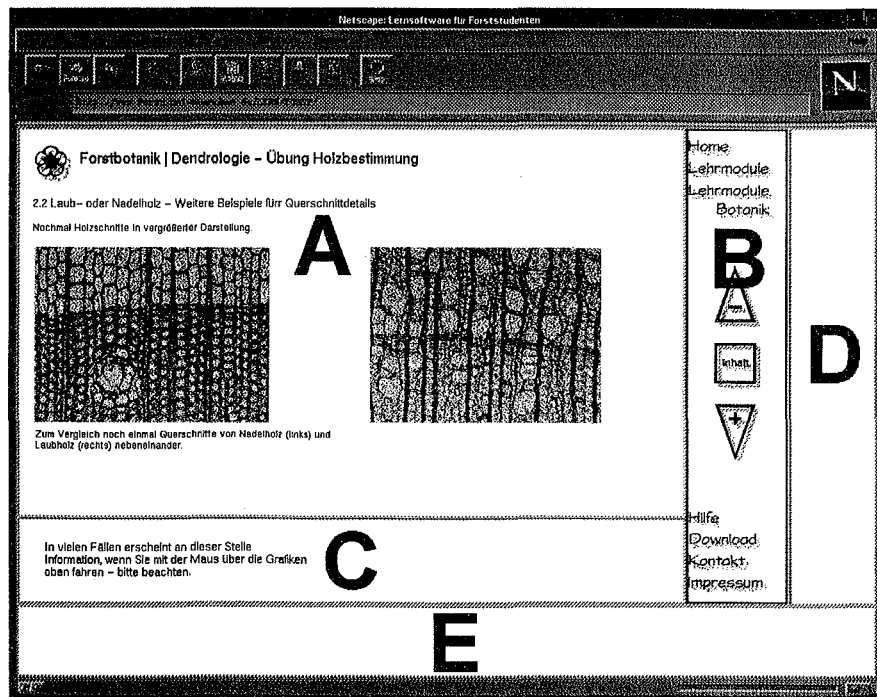 Netscape: Lernsoftware für Forststudenten
N
Forstbotanik | Dendrologie – Übung Holzbestimmung
2.2 Laub- oder Nadelholz – Weitere Beispiele fürr Querschnittdetails
Nochmal Holzschnitte in vergrößerter Darstellung.
A
Zum Vergleich noch einmal Querschnitte von Nadelholz (links) und
Laubholz (rechts) nebeneinander.
Home
Lehrmodule
Lehrmodule
Botanik
B
–
Inhalt
+
Hilfe
Download
Kontakt
Impressum
D
In vielen Fällen erscheint an dieser Stelle
Information, wenn Sie mit der Maus über die Grafiken
oben fahren – bitte beachten.
C
E